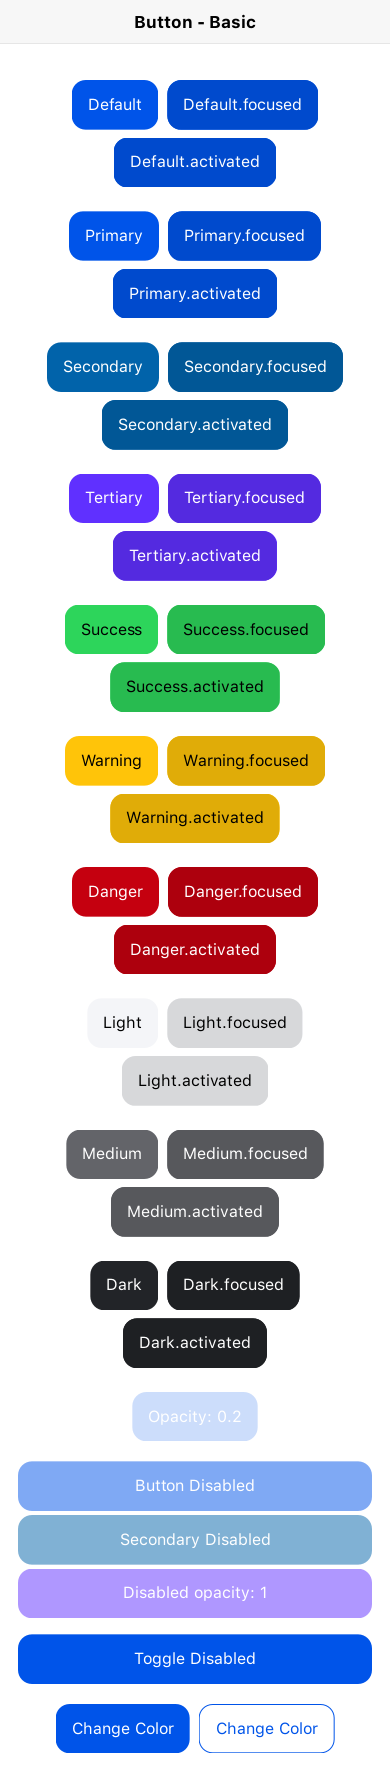 Button - Basic
Default Default.focused
Default.activated
Primary Primary.focused
Primary.activated
Secondary Secondary.focused
Secondary.activated
Tertiary Tertiary.focused
Tertiary.activated
Success Success.focused
Success.activated
Warning Warning.focused
Warning.activated
Danger Danger.focused
Danger.activated
Light Light.focused
Light.activated
Medium Medium.focused
Medium.activated
Dark Dark.focused
Dark.activated
Opacity: 0.2
Button Disabled
Secondary Disabled
Disabled opacity: 1
Toggle Disabled
Change Color Change Color